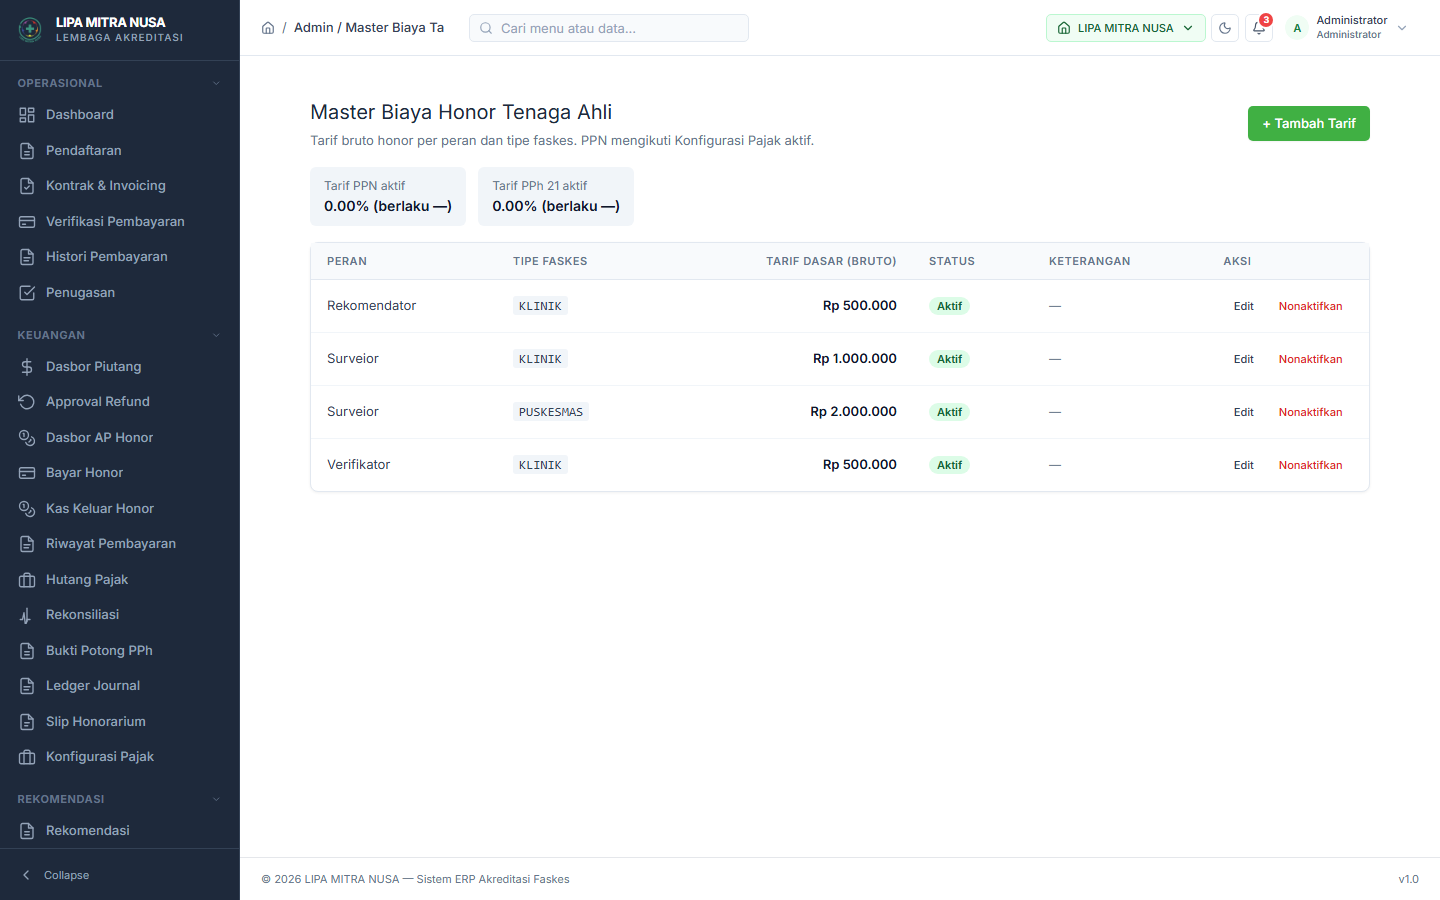 LIPA MITRA NUSA
LEMBAGA AKREDITASI
OPERASIONAL
Dashboard
Pendaftaran
Kontrak & Invoicing
Verifikasi Pembayaran
Histori Pembayaran
Penugasan
KEUANGAN
Dasbor Piutang
Approval Refund
Dasbor AP Honor
Bayar Honor
Kas Keluar Honor
Riwayat Pembayaran
Hutang Pajak
Rekonsiliasi
Bukti Potong PPh
Ledger Journal
Slip Honorarium
Konfigurasi Pajak
REKOMENDASI
Rekomendasi
Collapse
/ Admin / Master Biaya Ta
Cari menu atau data...
LIPA MITRA NUSA
3
A
Administrator
Administrator
Master Biaya Honor Tenaga Ahli
Tarif bruto honor per peran dan tipe faskes. PPN mengikuti Konfigurasi Pajak aktif.
+ Tambah Tarif
Tarif PPN aktif
0.00% (berlaku —)
Tarif PPh 21 aktif
0.00% (berlaku —)
PERAN TIPE FASKES TARIF DASAR (BRUTO) STATUS KETERANGAN AKSI
Rekomendator KLINIK Rp 500.000 Aktif — Edit Nonaktifkan
Surveior KLINIK Rp 1.000.000 Aktif — Edit Nonaktifkan
Surveior PUSKESMAS Rp 2.000.000 Aktif — Edit Nonaktifkan
Verifikator KLINIK Rp 500.000 Aktif — Edit Nonaktifkan
© 2026 LIPA MITRA NUSA — Sistem ERP Akreditasi Faskes
v1.0